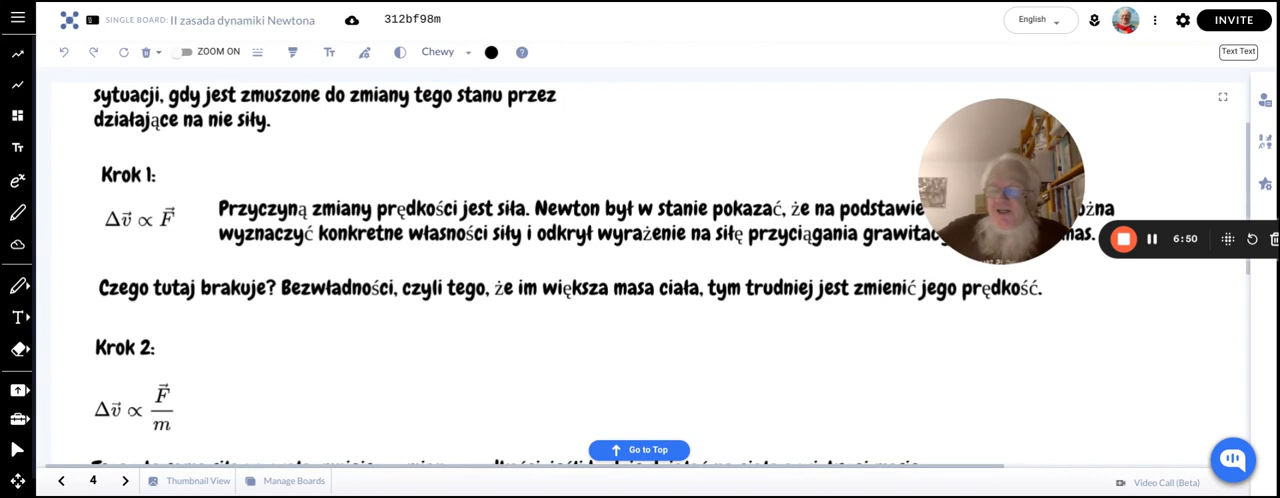 SINGLE BOARD: II zasada dynamiki Newtona
312bf98m
English
INVITE
ZOOM ON
Chewy
Text Text
sytuacji, gdy jest zmuszone do zmiany tego stanu przez
działające na nie siły.
Krok 1:
Δv⃗ ∝ F⃗
Przyczyną zmiany prędkości jest siła. Newton był w stanie pokazać, że na podstawie
wyznaczyć konkretne własności siły i odkrył wyrażenie na siłę przyciągania mas.
6:50
Czego tutaj brakuje? Bezwładności, czyli tego, że im większa masa ciała, tym trudniej jest zmienić jego prędkość.
Krok 2:
Δv⃗ ∝ F⃗/m
Go to Top
4
Thumbnail View
Manage Boards
Video Call (Beta)